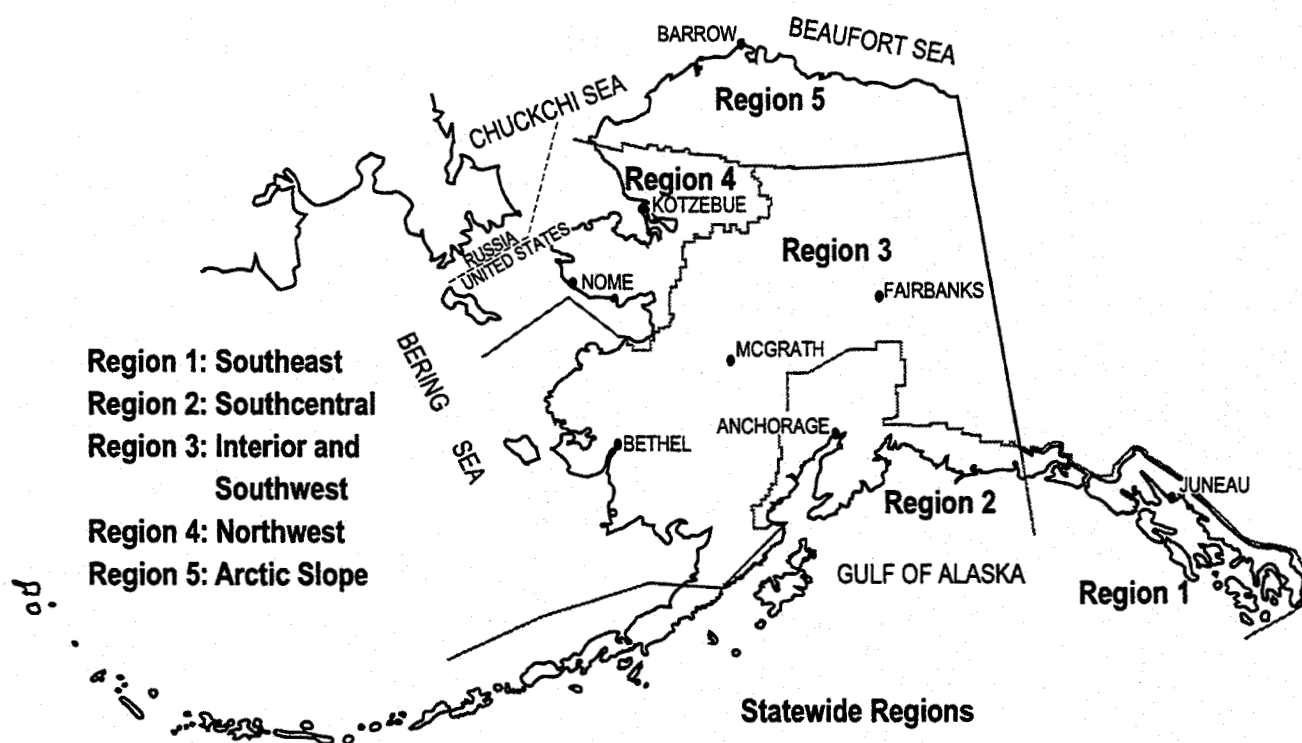 BARROW
BEAUFORT SEA
Region 5
CHUCKCHI SEA
Region 4
KOTZEBUE
Region 3
RUSSIA
UNITED STATES
NOME
FAIRBANKS
BERING SEA
MCGRATH
Region 1: Southeast
Region 2: Southcentral
Region 3: Interior and
Southwest
Region 4: Northwest
Region 5: Arctic Slope
ANCHORAGE
BETHEL
JUNEAU
Region 2
GULF OF ALASKA
Region 1
Statewide Regions